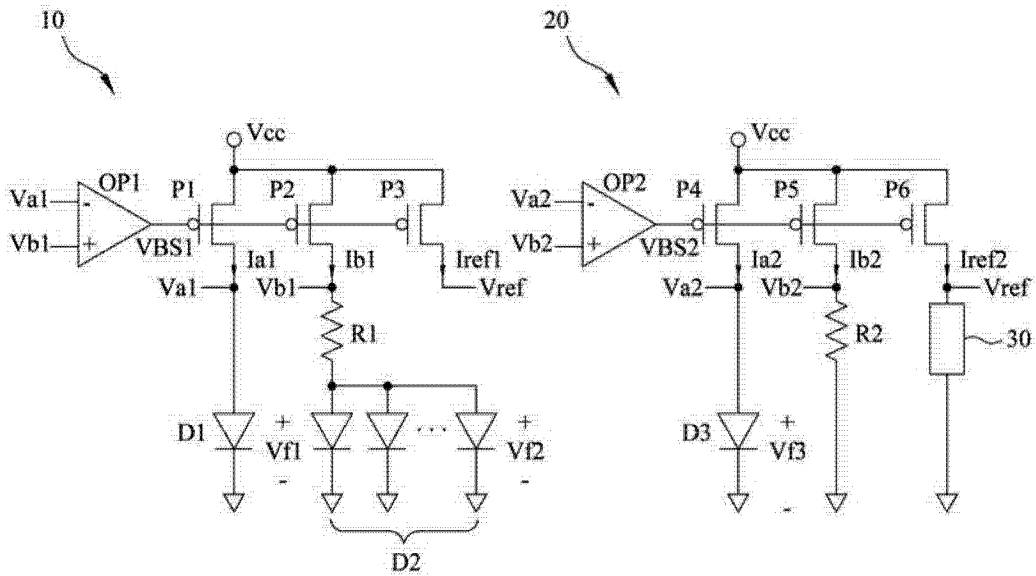 10
20
Vcc
Vcc
OP1
P1
P2
P3
OP2
P4
P5
P6
Va1
-
Va2
-
Vb1
+
VBS1
Vb2
+
VBS2
Ia1
Ib1
Iref1
Ia2
Ib2
Iref2
Va1
Vb1
Vref
Va2
Vb2
Vref
R1
R2
30
D1
+
Vf1
-
...
+
Vf2
-
D3
+
Vf3
-
D2